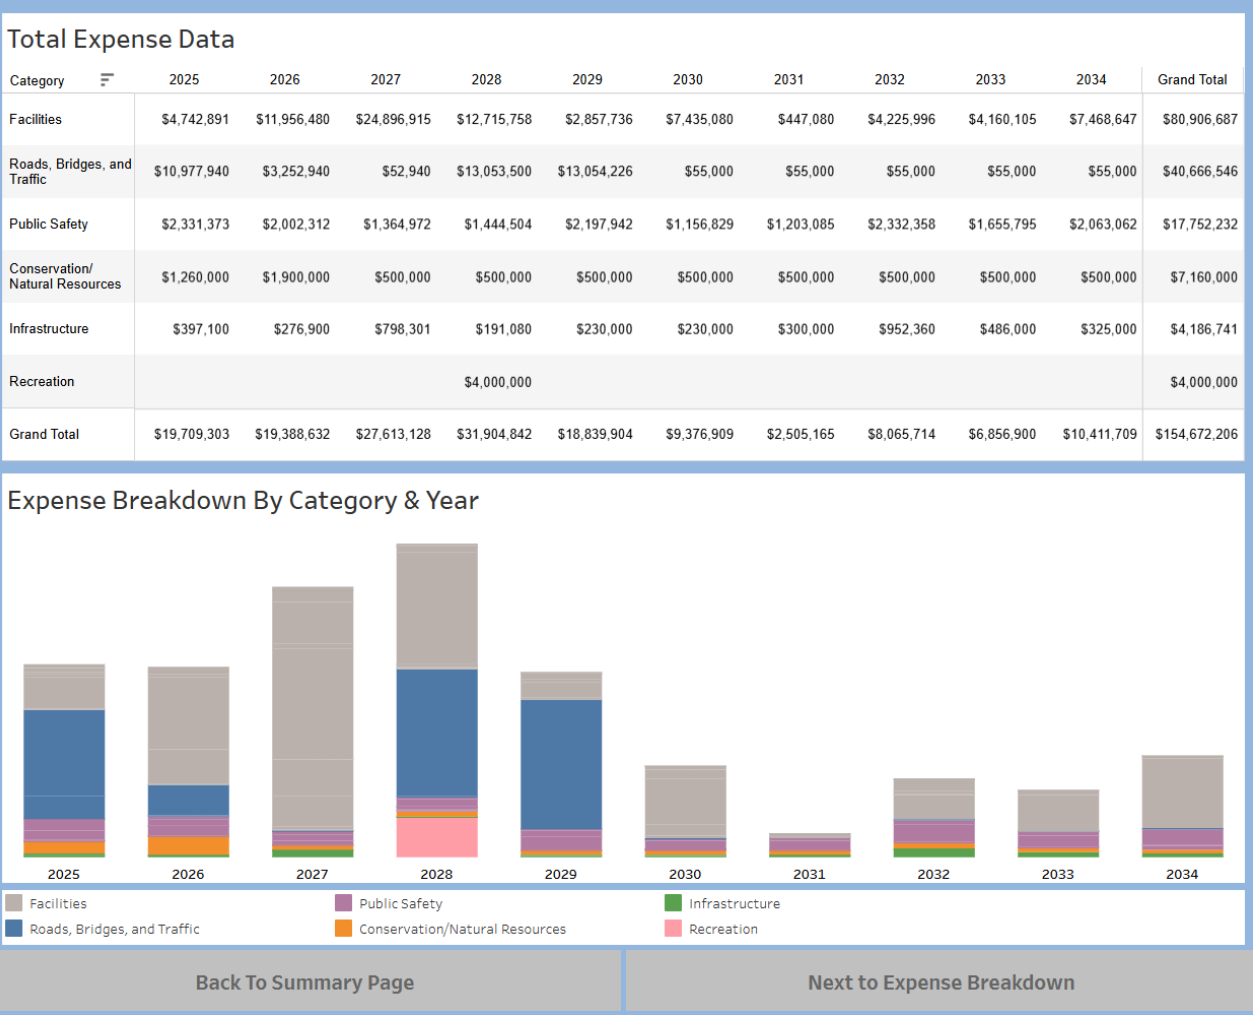 Total Expense Data
Category 2025 2026 2027 2028 2029 2030 2031 2032 2033 2034 Grand Total
Facilities $4,742,891 $11,956,480 $24,896,915 $12,715,758 $2,857,736 $7,435,080 $447,080 $4,225,996 $4,160,105 $7,468,647 $80,906,687
Roads, Bridges, and
Traffic $10,977,940 $3,252,940 $52,940 $13,053,500 $13,054,226 $55,000 $55,000 $55,000 $55,000 $55,000 $40,666,546
Public Safety $2,331,373 $2,002,312 $1,364,972 $1,444,504 $2,197,942 $1,156,829 $1,203,085 $2,332,358 $1,655,795 $2,063,062 $17,752,232
Conservation/
Natural Resources $1,260,000 $1,900,000 $500,000 $500,000 $500,000 $500,000 $500,000 $500,000 $500,000 $500,000 $7,160,000
Infrastructure $397,100 $276,900 $798,301 $191,080 $230,000 $230,000 $300,000 $952,360 $486,000 $325,000 $4,186,741
Recreation $4,000,000 $4,000,000
Grand Total $19,709,303 $19,388,632 $27,613,128 $31,904,842 $18,839,904 $9,376,909 $2,505,165 $8,065,714 $6,856,900 $10,411,709 $154,672,206
Expense Breakdown By Category & Year
2025 2026 2027 2028 2029 2030 2031 2032 2033 2034
Facilities Public Safety Infrastructure
Roads, Bridges, and Traffic Conservation/Natural Resources Recreation
Back To Summary Page Next to Expense Breakdown